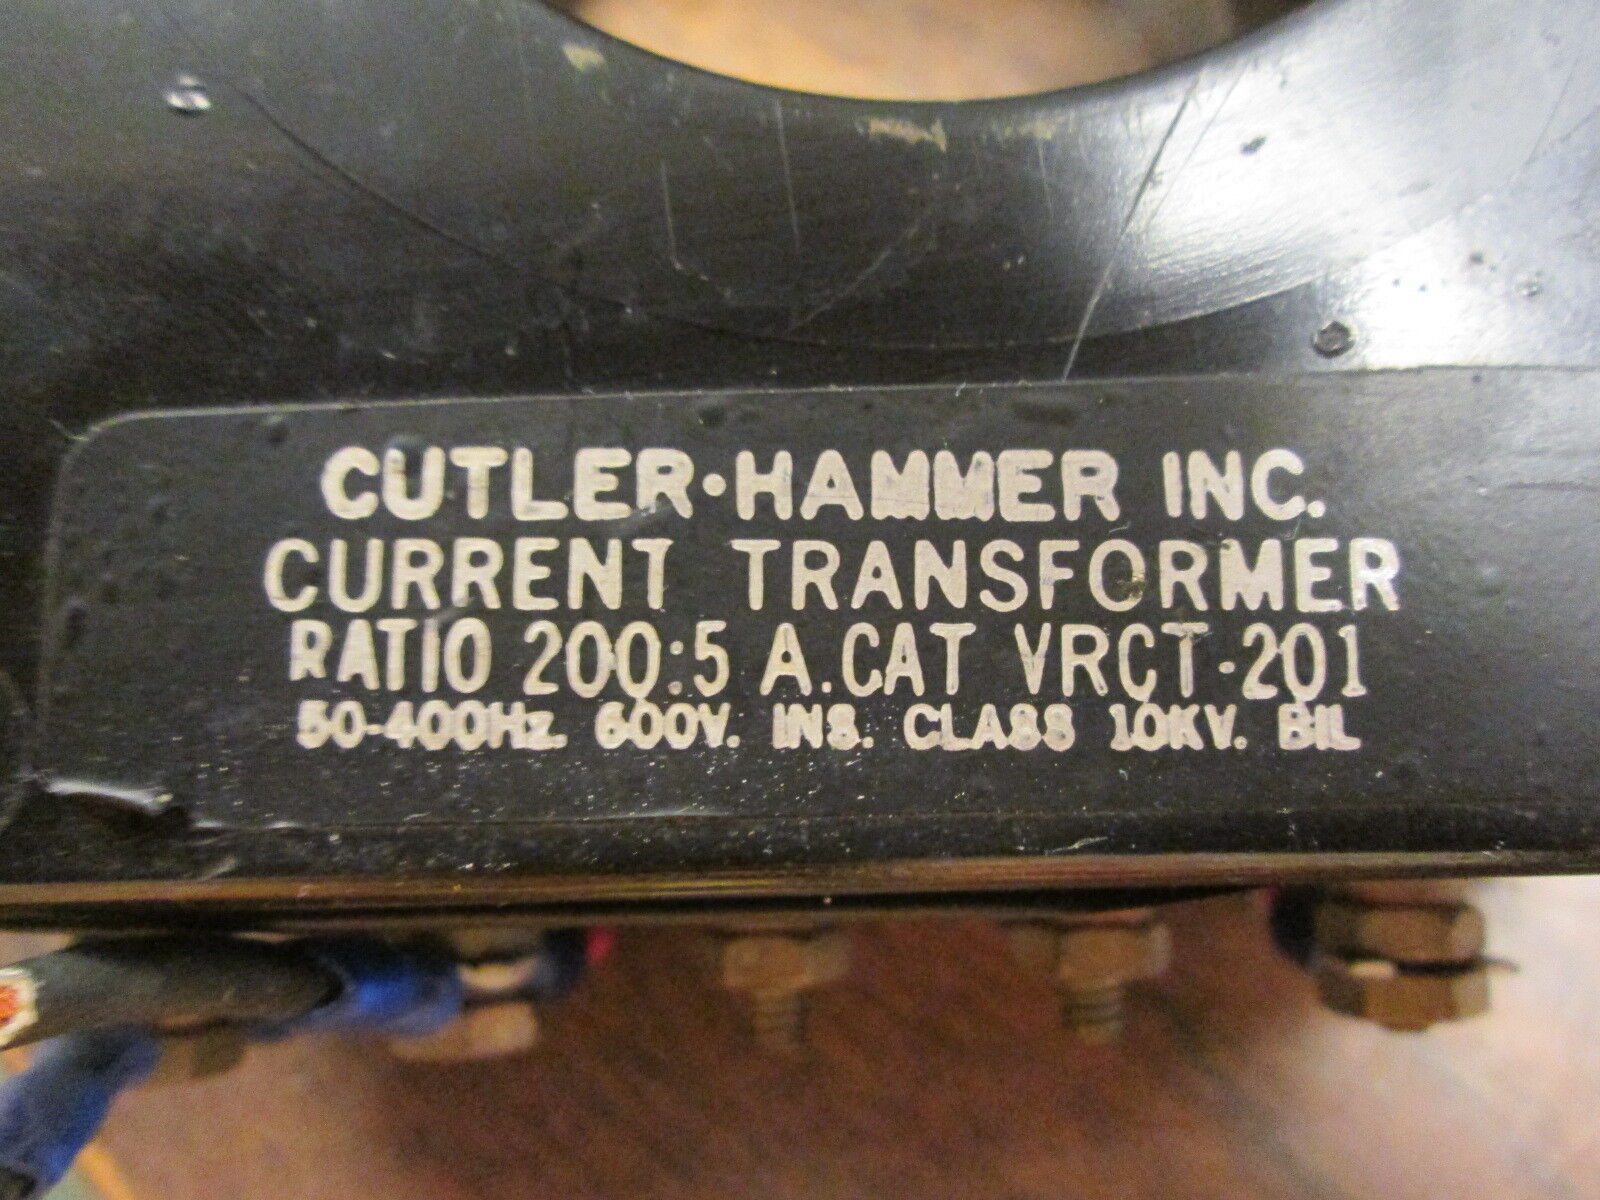 CUTLER·HAMMER INC.
CURRENT TRANSFORMER
RATIO 200:5 A.CAT VRCT-201
50-400Hz. 600V. INS. CLASS 10KV. BIL